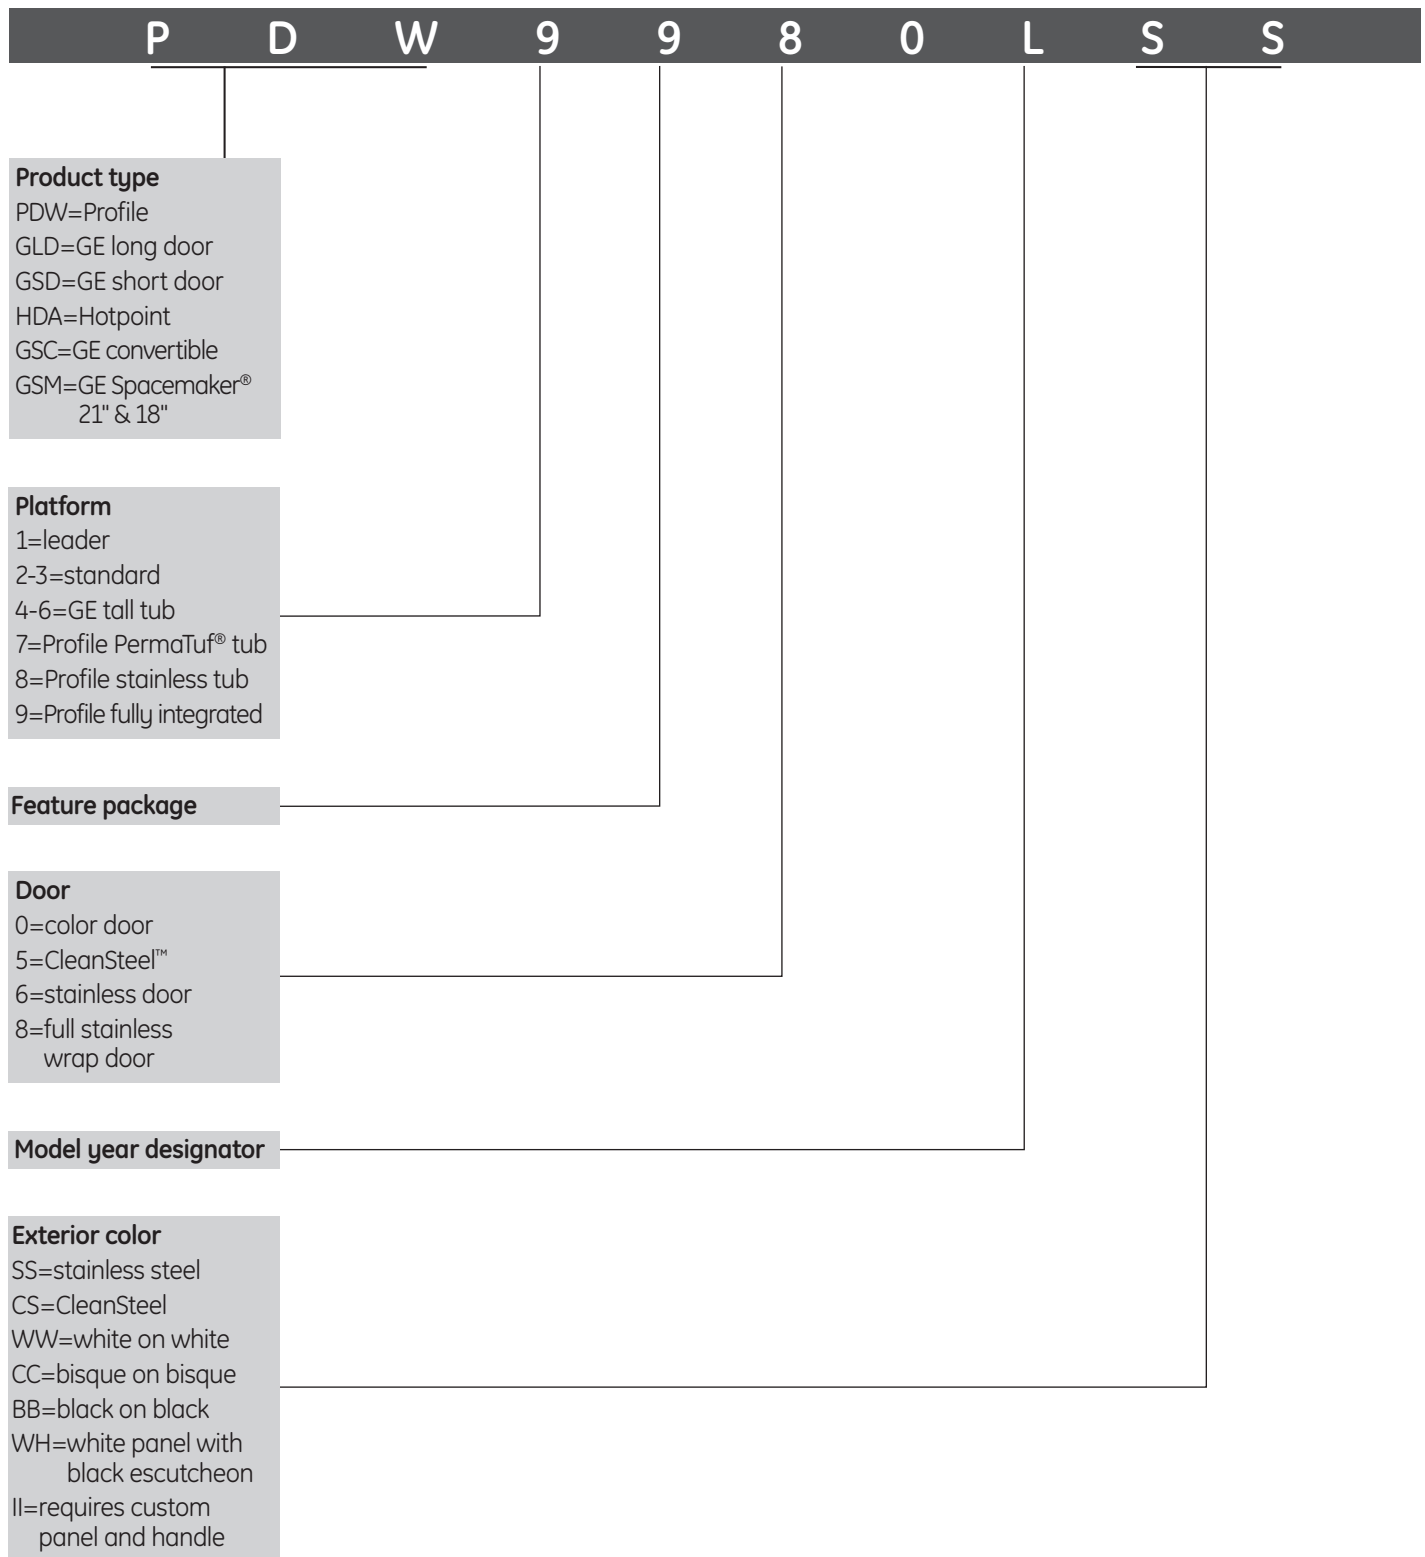 P D W 9 9 8 0 L S S
Product type
PDW=Profile
GLD=GE long door
GSD=GE short door
HDA=Hotpoint
GSC=GE convertible
GSM=GE Spacemaker®
21" & 18"
Platform
1=leader
2-3=standard
4-6=GE tall tub
7=Profile PermaTuf® tub
8=Profile stainless tub
9=Profile fully integrated
Feature package
Door
0=color door
5=CleanSteel™
6=stainless door
8=full stainless
wrap door
Model year designator
Exterior color
SS=stainless steel
CS=CleanSteel
WW=white on white
CC=bisque on bisque
BB=black on black
WH=white panel with
black escutcheon
II=requires custom
panel and handle